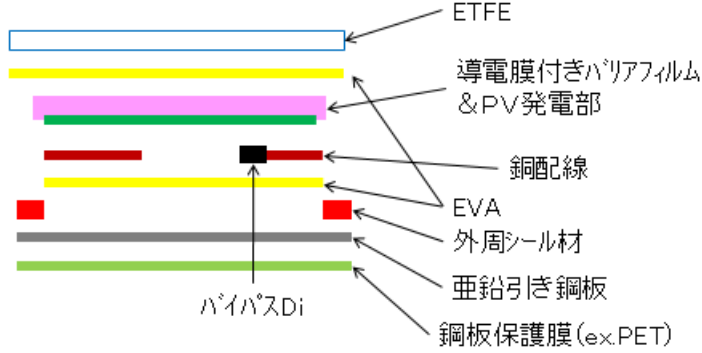 ETFE
導電膜付きバリアフィルム
＆PV発電部
銅配線
EVA
外周シール材
亜鉛引き鋼板
バイパスDi
鋼板保護膜(ex.PET)